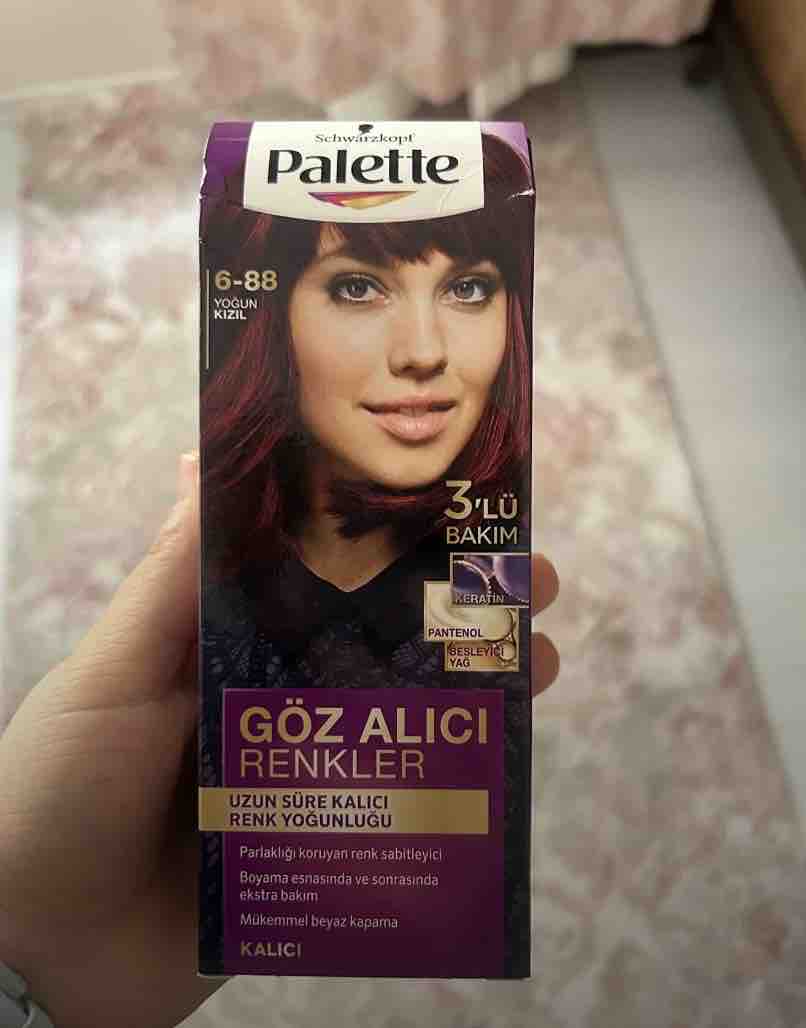 Schwarzkopf
Palette
6-88
YOĞUN
KIZIL
3'LÜ
BAKIM
KERATİN
PANTENOL
BESLEYİCİ
YAĞ
GÖZ ALICI
RENKLER
UZUN SÜRE KALICI
RENK YOĞUNLUĞU
Parlaklığı koruyan renk sabitleyici
Boyama esnasında ve sonrasında
ekstra bakım
Mükemmel beyaz kapama
KALICI